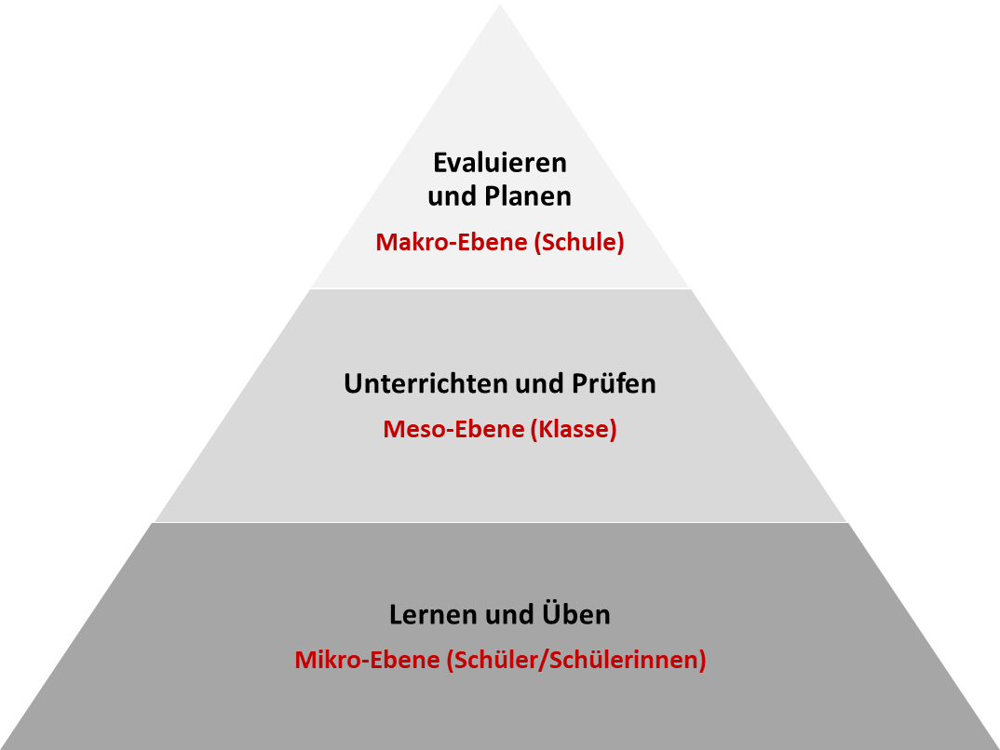 Evaluieren
und Planen
Makro-Ebene (Schule)
Unterrichten und Prüfen
Meso-Ebene (Klasse)
Lernen und Üben
Mikro-Ebene (Schüler/Schülerinnen)